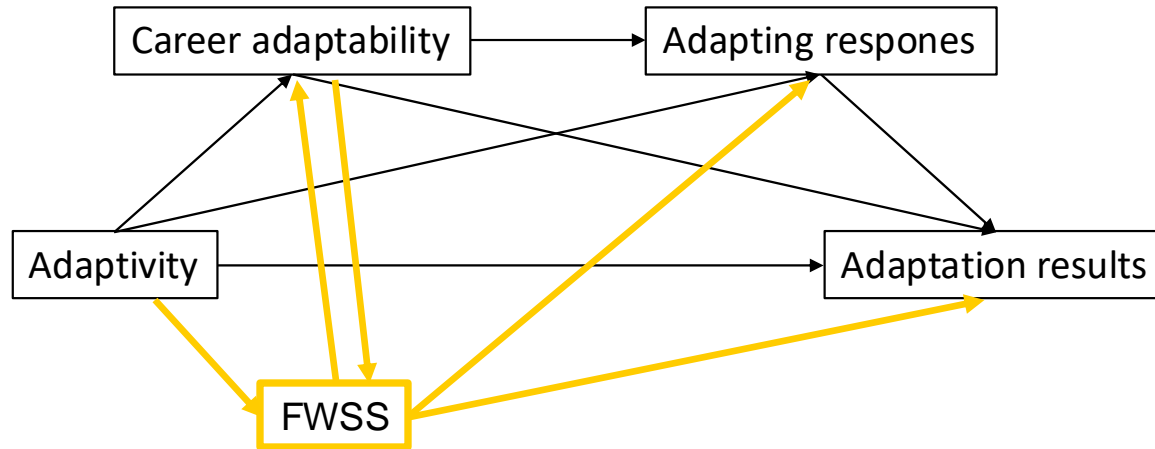 Career adaptability
Adapting respones
Adaptivity
Adaptation results
FWSS